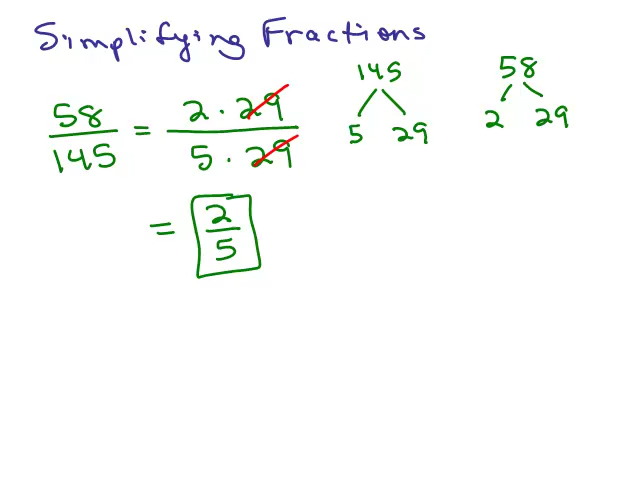 Simplifying Fractions
145
5 29
58
2 29
58/145 = 2 · 29 / 5 · 29
= 2/5